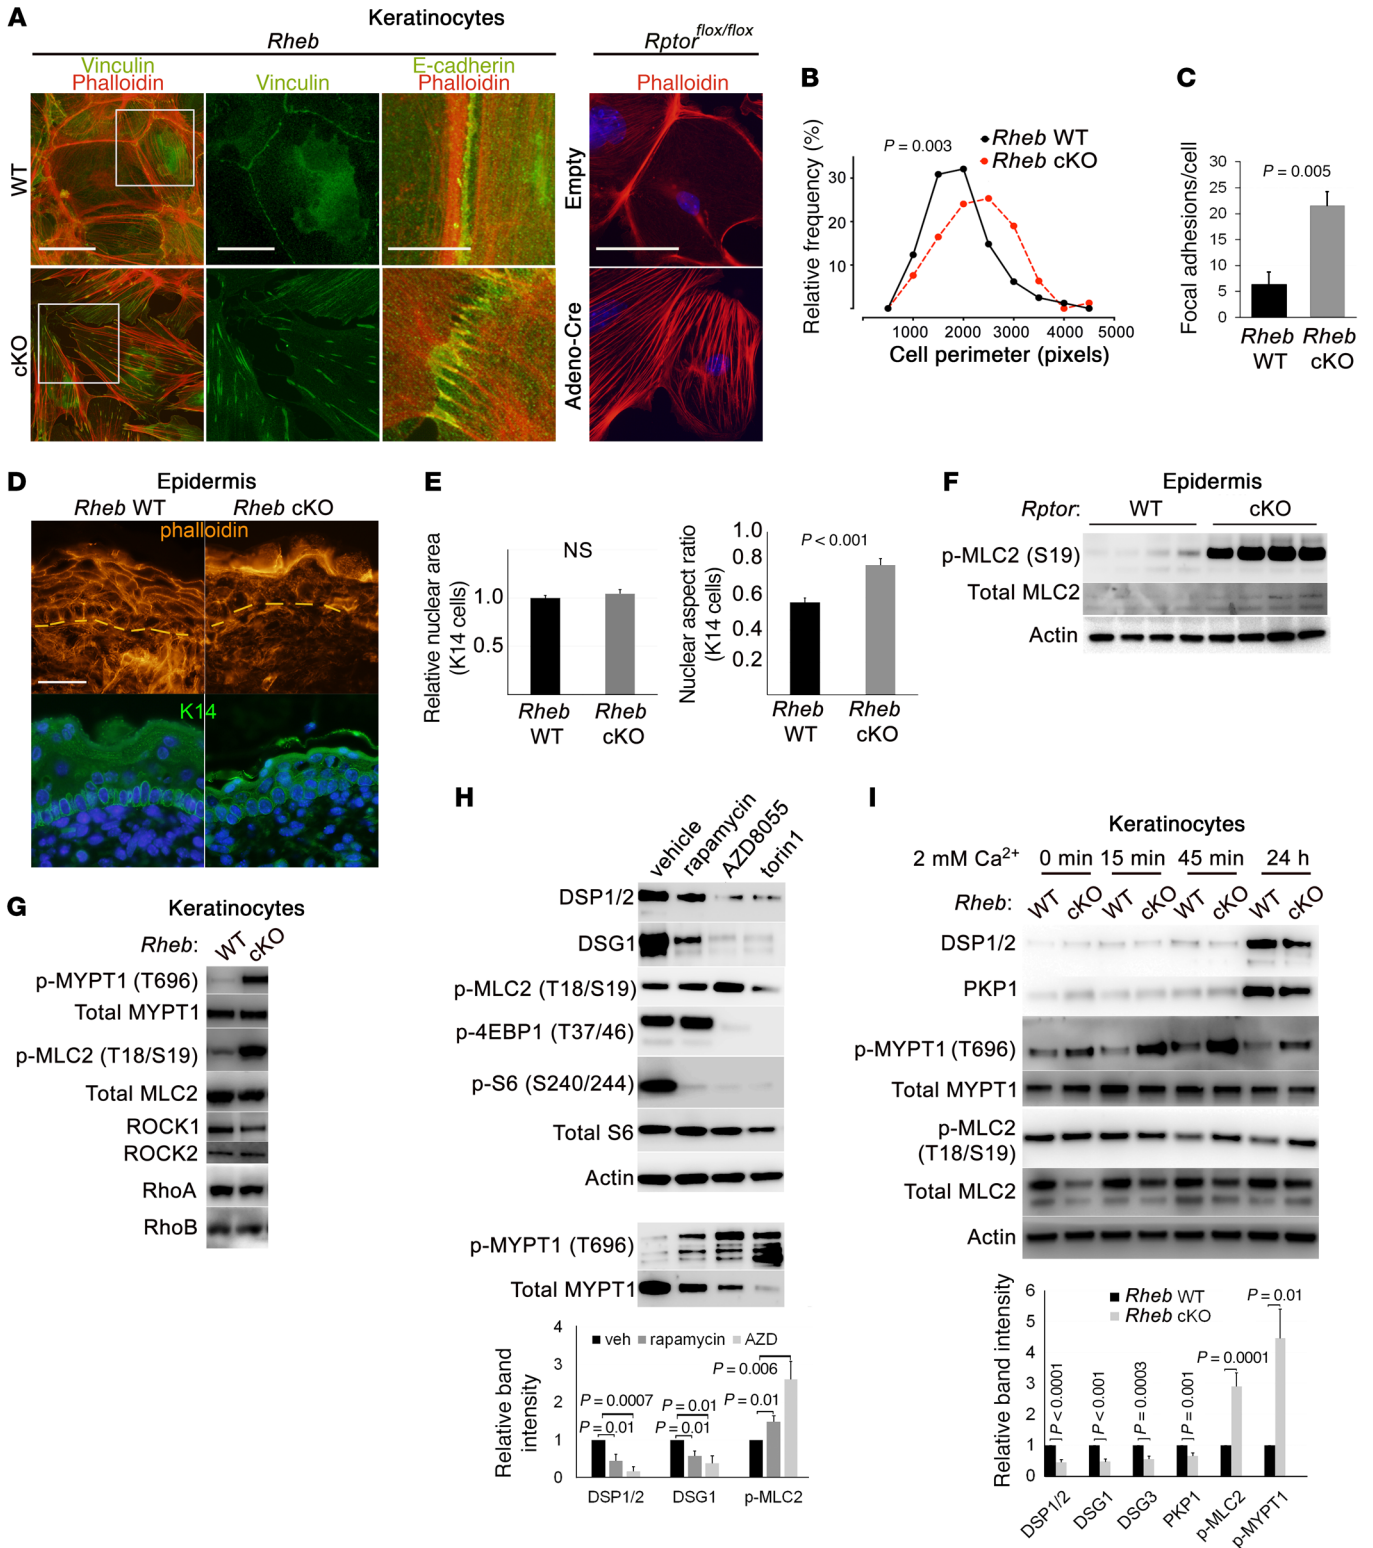 A
Keratinocytes
Rheb
Rptor flox/flox
Vinculin
Phalloidin
Vinculin
E-cadherin
Phalloidin
Phalloidin
WT
cKO
Empty
Adeno-Cre
B
Relative frequency (%)
P = 0.003
Rheb WT
Rheb cKO
30
20
10
1000 2000 3000 4000 5000
Cell perimeter (pixels)
C
Focal adhesions/cell
P = 0.005
30
25
20
15
10
5
0
Rheb WT
Rheb cKO
D
Epidermis
Rheb WT
Rheb cKO
phalloidin
K14
E
Relative nuclear area (K14 cells)
NS
1.0
0.5
Rheb WT
Rheb cKO
Nuclear aspect ratio (K14 cells)
P < 0.001
1.0
0.8
0.6
0.4
0.2
Rheb WT
Rheb cKO
F
Epidermis
Rptor: WT cKO
p-MLC2 (S19)
Total MLC2
Actin
G
Keratinocytes
Rheb: WT cKO
p-MYPT1 (T696)
Total MYPT1
p-MLC2 (T18/S19)
Total MLC2
ROCK1
ROCK2
RhoA
RhoB
H
vehicle rapamycin AZD8055 torin1
DSP1/2
DSG1
p-MLC2 (T18/S19)
p-4EBP1 (T37/46)
p-S6 (S240/244)
Total S6
Actin
p-MYPT1 (T696)
Total MYPT1
Relative band intensity
4
3
2
1
0
veh rapamycin AZD
P = 0.006
P = 0.0007
P = 0.01
P = 0.01
P = 0.01
P = 0.01
DSP1/2 DSG1 p-MLC2
I
Keratinocytes
2 mM Ca2+ 0 min 15 min 45 min 24 h
Rheb: WT cKO WT cKO WT cKO WT cKO
DSP1/2
PKP1
p-MYPT1 (T696)
Total MYPT1
p-MLC2
(T18/S19)
Total MLC2
Actin
Relative band intensity
6
5
4
3
2
1
0
Rheb WT
Rheb cKO
P < 0.0001
P < 0.001
P = 0.0003
P = 0.001
P = 0.0001
P = 0.01
DSP1/2 DSG1 DSG3 PKP1 p-MLC2 p-MYPT1